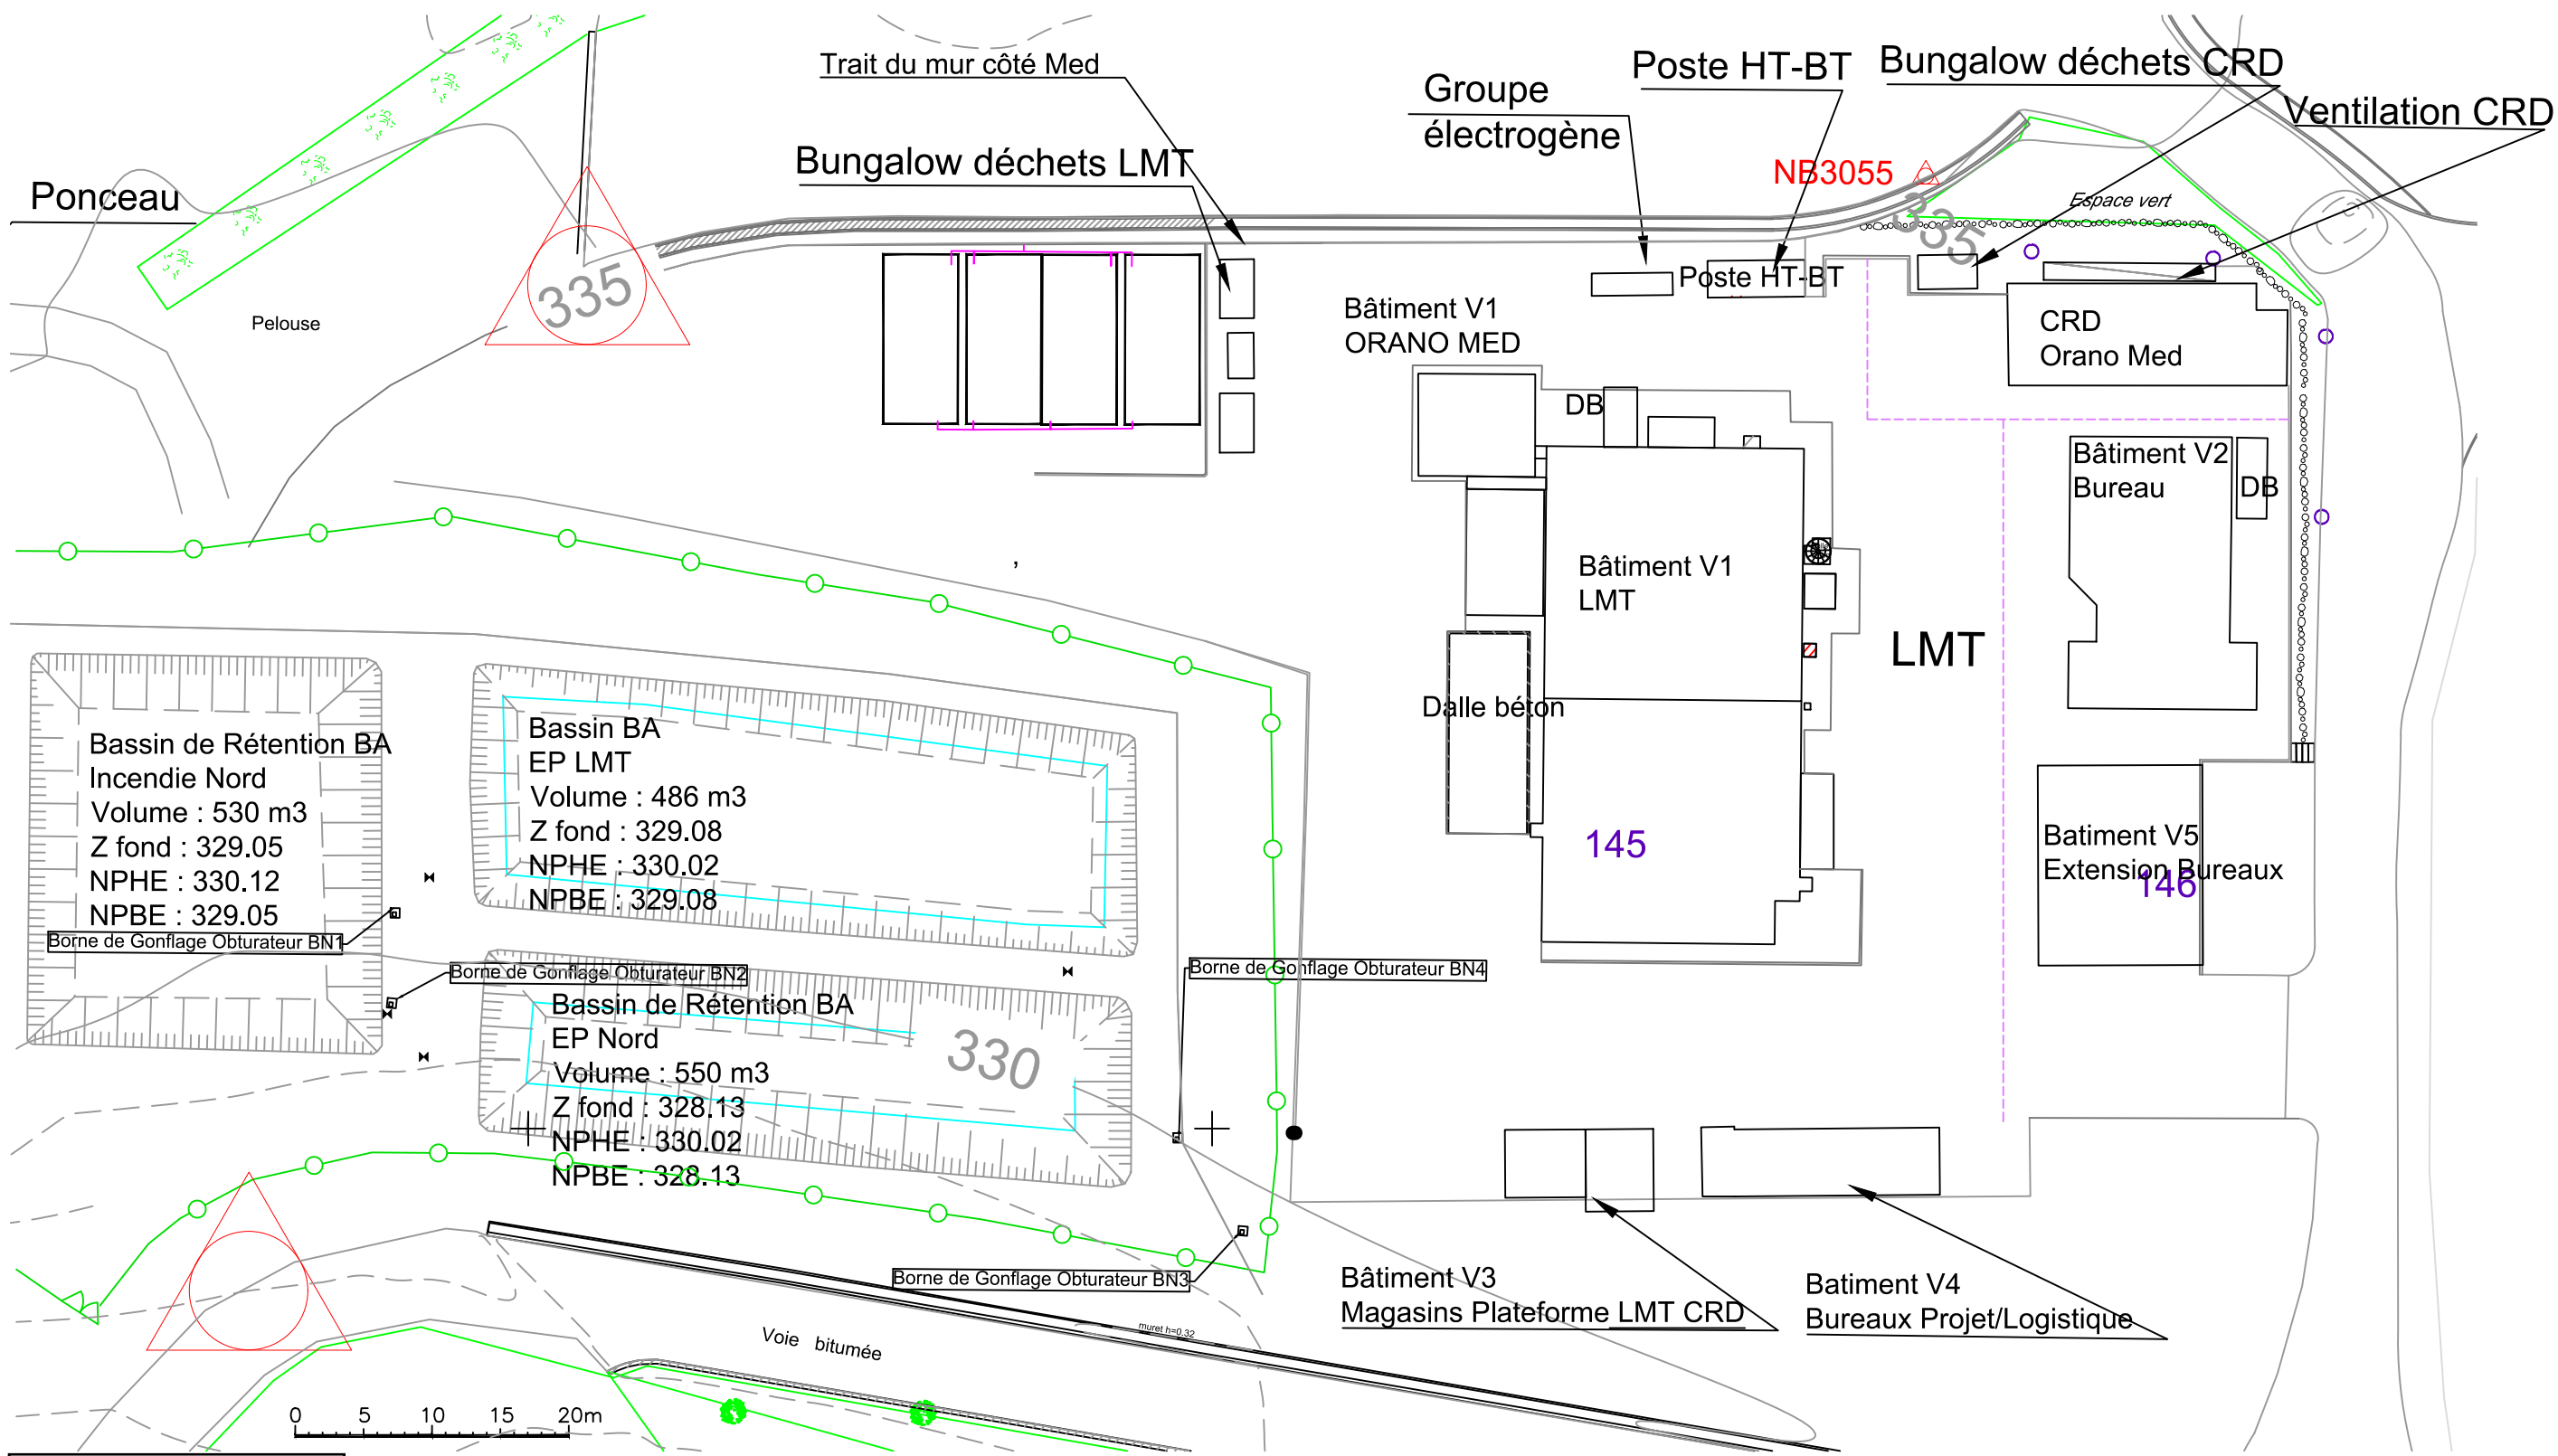 Trait du mur côté Med
Groupe
électrogène
Poste HT-BT
Bungalow déchets CRD
Ventilation CRD
Bungalow déchets LMT
NB3055
Ponceau
Espace vert
335
335
Pelouse
Poste HT-BT
Bâtiment V1
ORANO MED
CRD
Orano Med
DB
Bâtiment V2
Bureau
DB
,
Bâtiment V1
LMT
LMT
Dalle béton
Bassin de Rétention BA
Incendie Nord
Volume : 530 m3
Z fond : 329.05
NPHE : 330.12
NPBE : 329.05
Bassin BA
EP LMT
Volume : 486 m3
Z fond : 329.08
NPHE : 330.02
NPBE : 329.08
145
Batiment V5
Extension Bureaux
146
Borne de Gonflage Obturateur BN1
Borne de Gonflage Obturateur BN2
Borne de Gonflage Obturateur BN4
Bassin de Rétention BA
EP Nord
Volume : 550 m3
Z fond : 328.13
NPHE : 330.02
NPBE : 328.13
330
Borne de Gonflage Obturateur BN3
Bâtiment V3
Magasins Plateforme LMT CRD
Batiment V4
Bureaux Projet/Logistique
muret h=0.32
Voie bitumée
0 5 10 15 20m